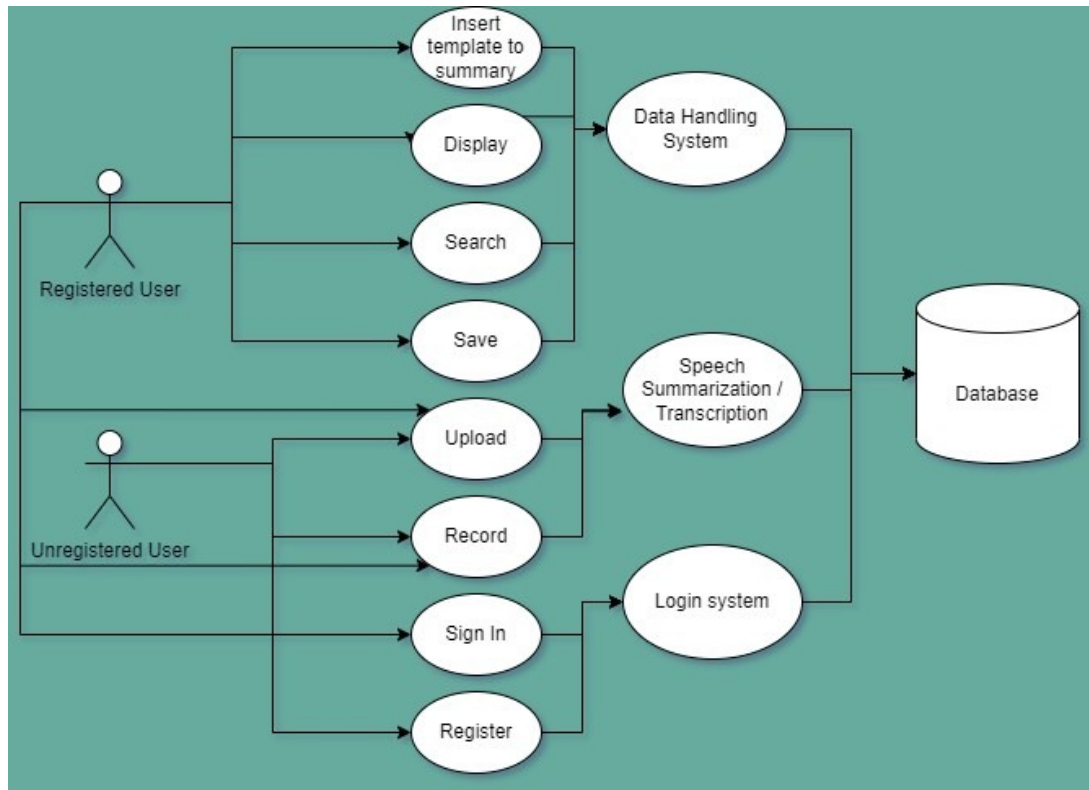 Insert
template to
summary
Data Handling
System
Display
Registered User
Search
Save
Speech
Summarization /
Transcription
Database
Upload
Unregistered User
Record
Login system
Sign In
Register